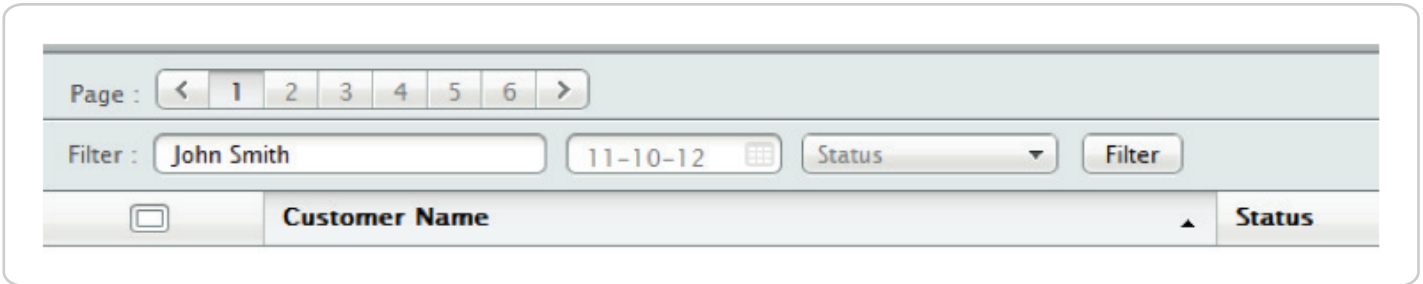 Page : < 1 2 3 4 5 6 >
Filter : John Smith 11-10-12 Status Filter
Customer Name Status